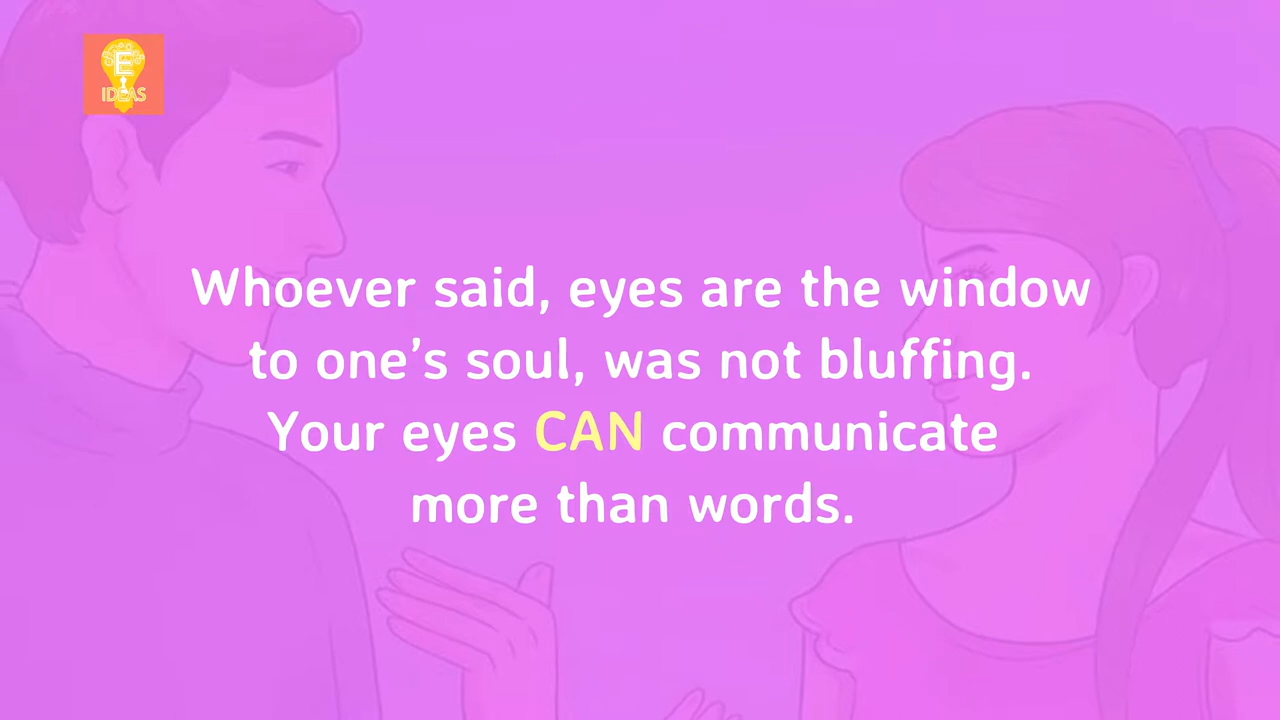 E
IDEAS
Whoever said, eyes are the window
to one’s soul, was not bluffing.
Your eyes CAN communicate
more than words.